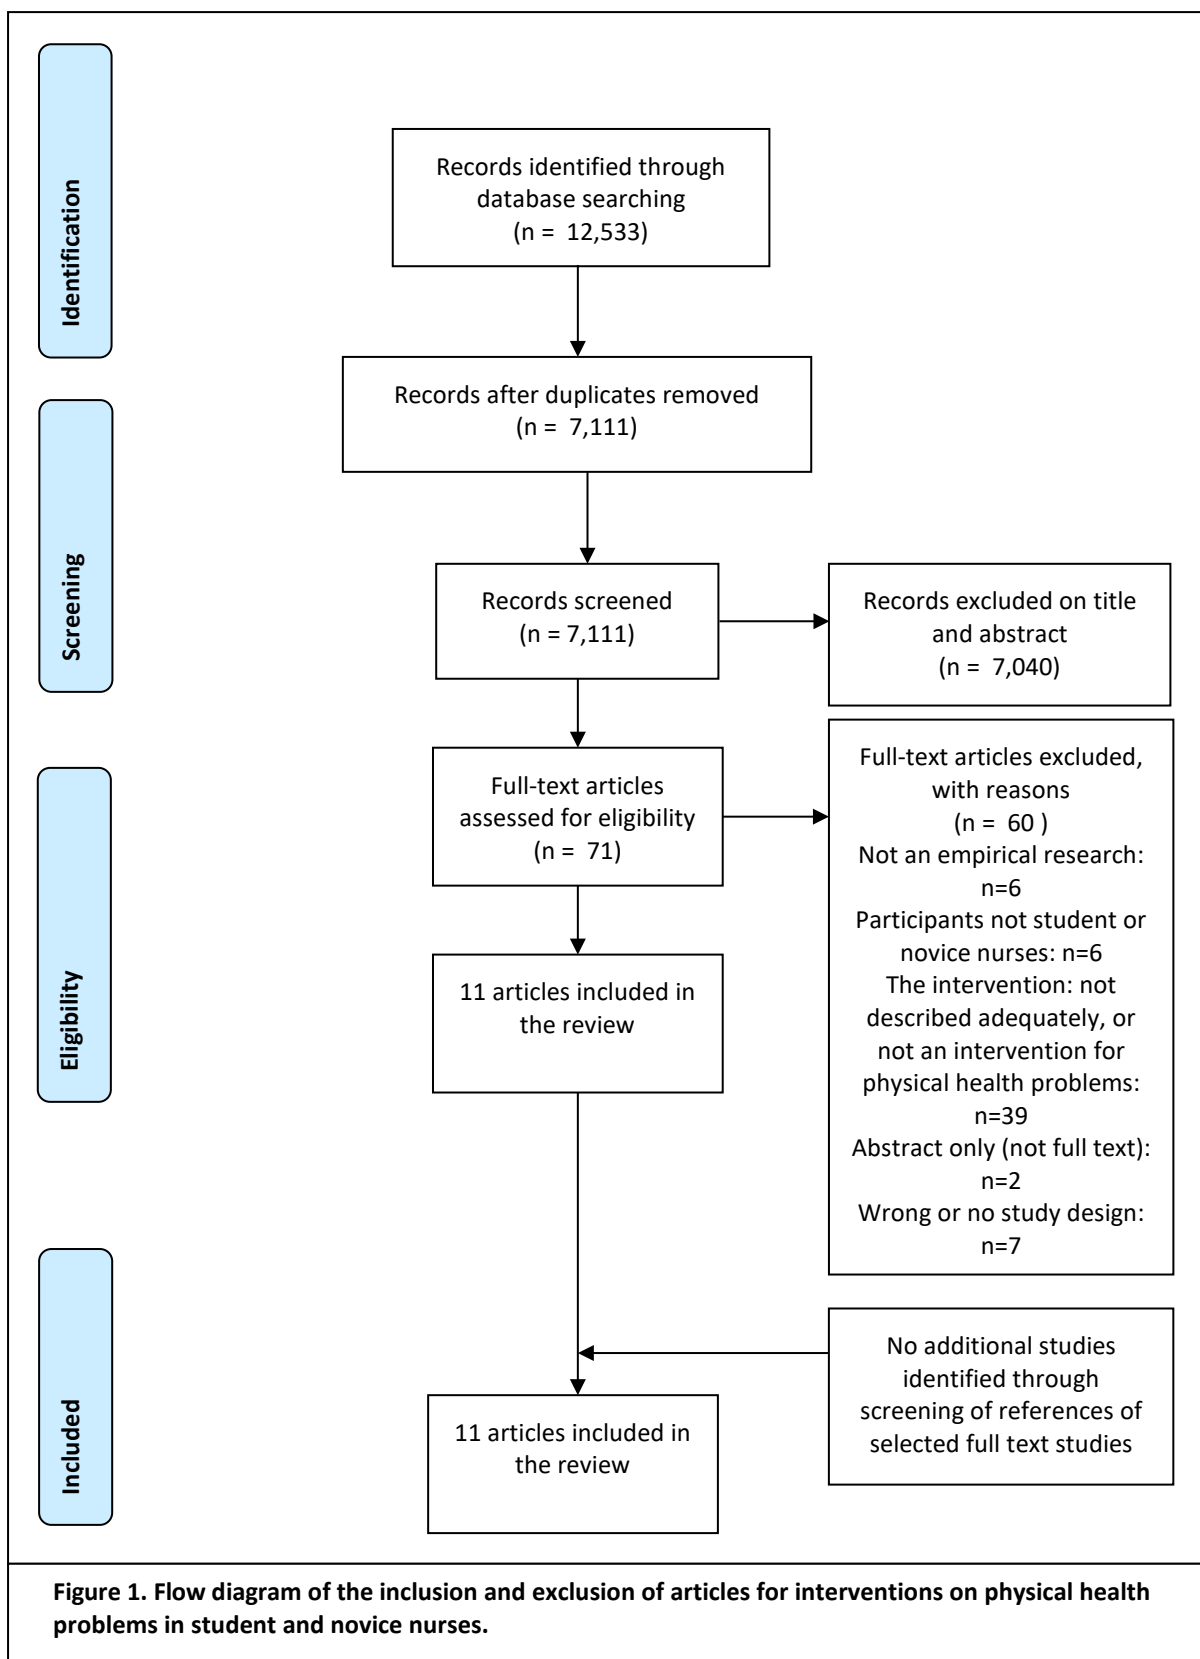 Identification
Records identified through
database searching
(n = 12,533)
Records after duplicates removed
(n = 7,111)
Screening
Records screened
(n = 7,111)
Records excluded on title
and abstract
(n = 7,040)
Eligibility
Full-text articles
assessed for eligibility
(n = 71)
Full-text articles excluded,
with reasons
(n = 60 )
Not an empirical research:
n=6
Participants not student or
novice nurses: n=6
The intervention: not
described adequately, or
not an intervention for
physical health problems:
n=39
Abstract only (not full text):
n=2
Wrong or no study design:
n=7
11 articles included in
the review
Included
No additional studies
identified through
screening of references of
selected full text studies
11 articles included in
the review
Figure 1. Flow diagram of the inclusion and exclusion of articles for interventions on physical health
problems in student and novice nurses.